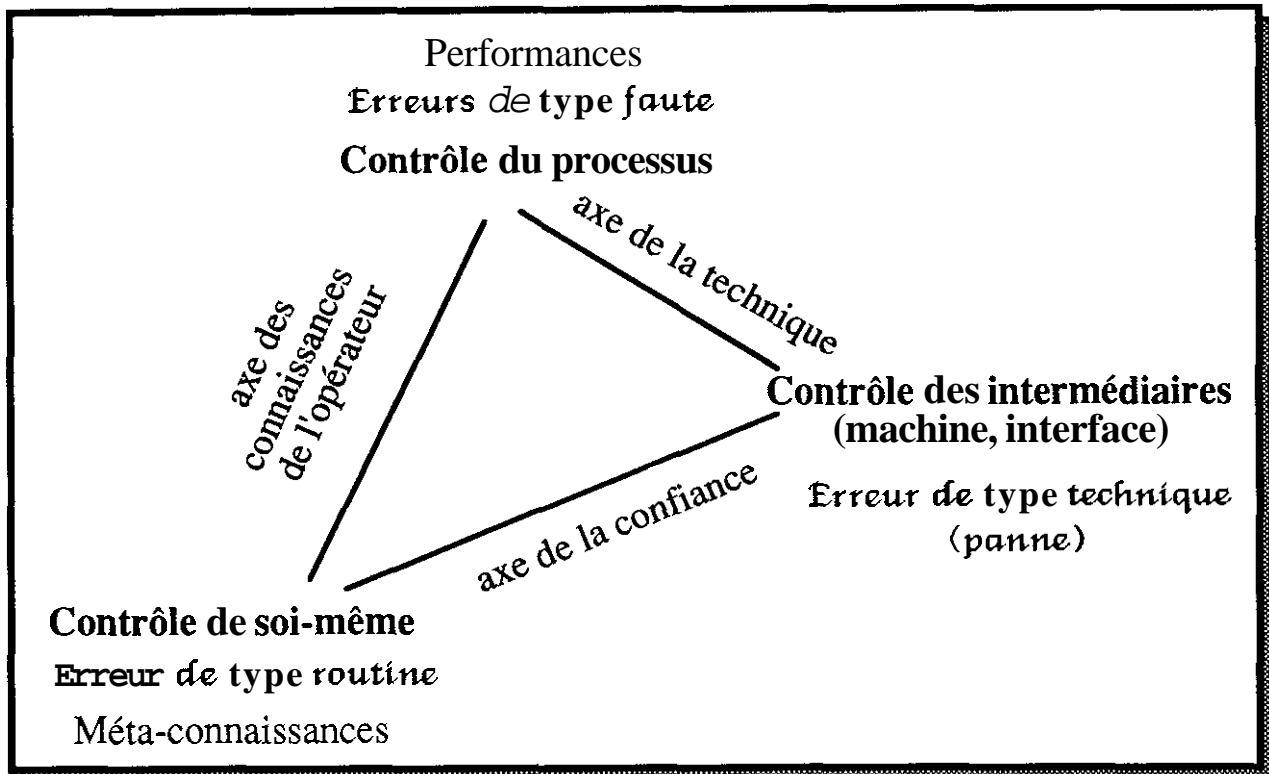 Performances
Erreurs de type faute
Contrôle du processus
axe de la technique
axe des
connaissances
de l'opérateur
Contrôle des intermédiaires
(machine, interface)
axe de la confiance
Erreur de type technique
(panne)
Contrôle de soi-même
Erreur de type routine
Méta-connaissances